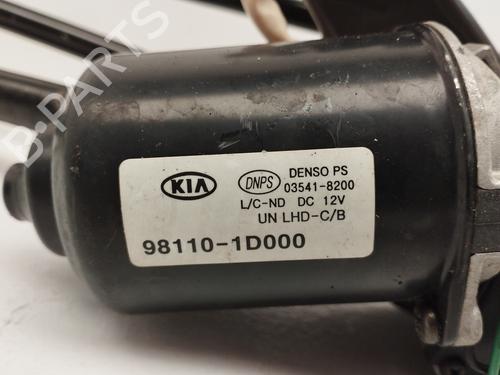 KIA
DNPS
DENSO PS
03541-8200
L/C-ND DC 12V
UN LHD-C/B
98110-1D000
B-PARTS